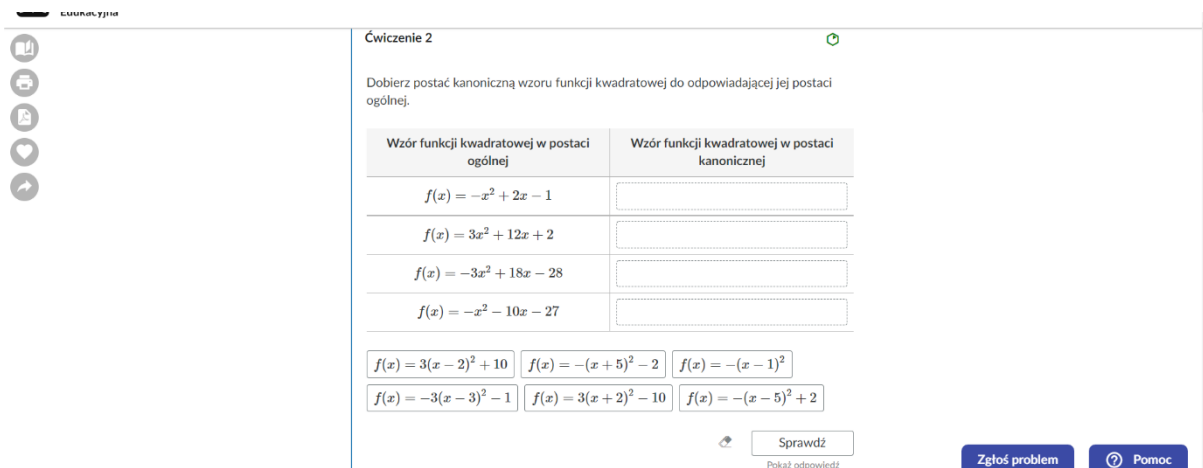 Edukacyjna
Ćwiczenie 2
Dobierz postać kanoniczną wzoru funkcji kwadratowej do odpowiadającej jej postaci
ogólnej.
Wzór funkcji kwadratowej w postaci
ogólnej
Wzór funkcji kwadratowej w postaci
kanonicznej
f(x) = −x² + 2x − 1
f(x) = 3x² + 12x + 2
f(x) = −3x² + 18x − 28
f(x) = −x² − 10x − 27
f(x) = 3(x − 2)² + 10 f(x) = −(x + 5)² − 2 f(x) = −(x − 1)²
f(x) = −3(x − 3)² − 1 f(x) = 3(x + 2)² − 10 f(x) = −(x − 5)² + 2
Sprawdź
Pokaż odpowiedź
Zgłoś problem
Pomoc